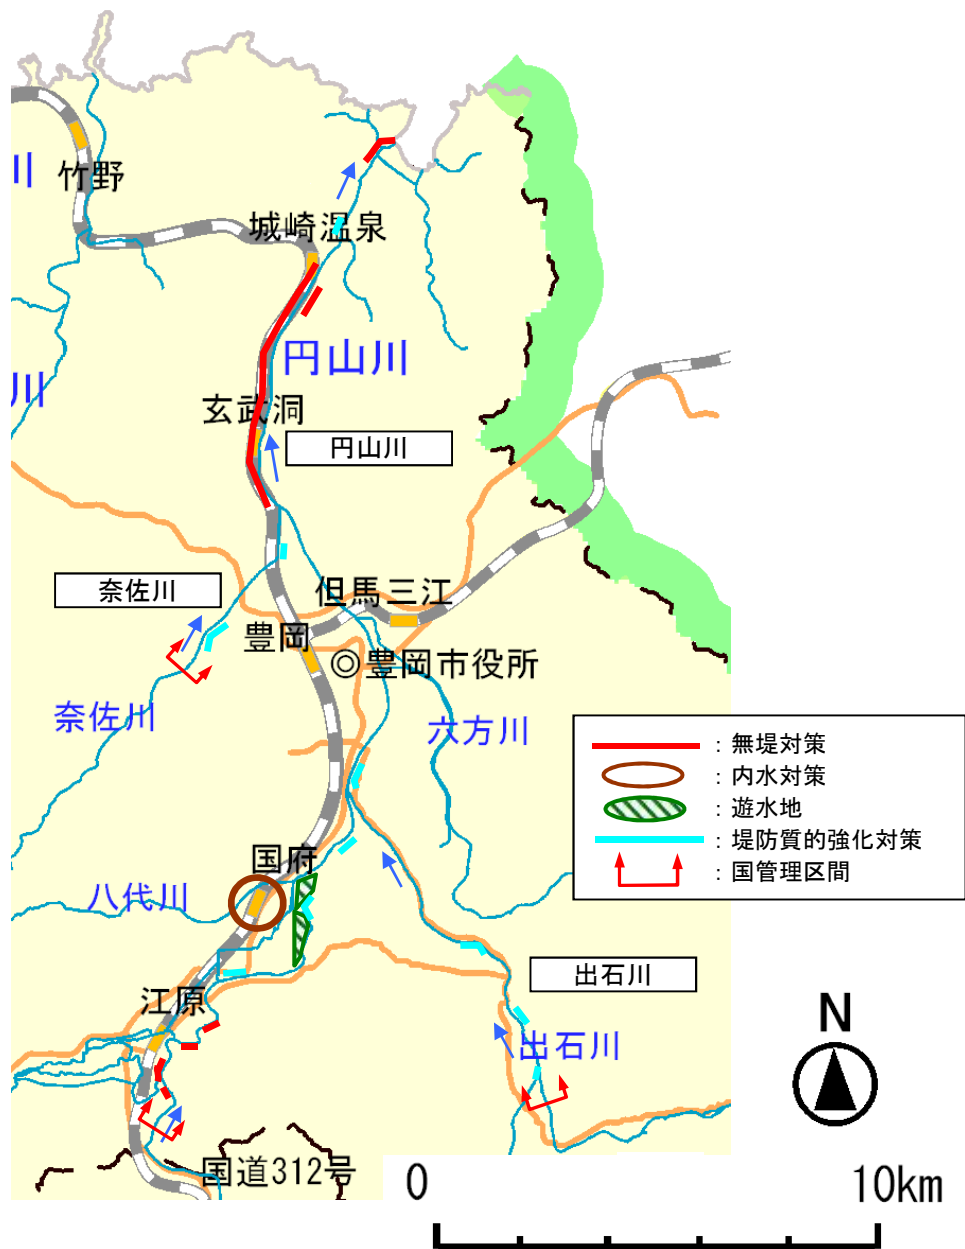 川
竹野
城崎温泉
円山川
川
玄武洞
円山川
奈佐川
但馬三江
豊岡
◎豊岡市役所
奈佐川
六方川
：無堤対策
：内水対策
：遊水地
：堤防質的強化対策
：国管理区間
国府
八代川
出石川
江原
N
出石川
国道312号
0
10km